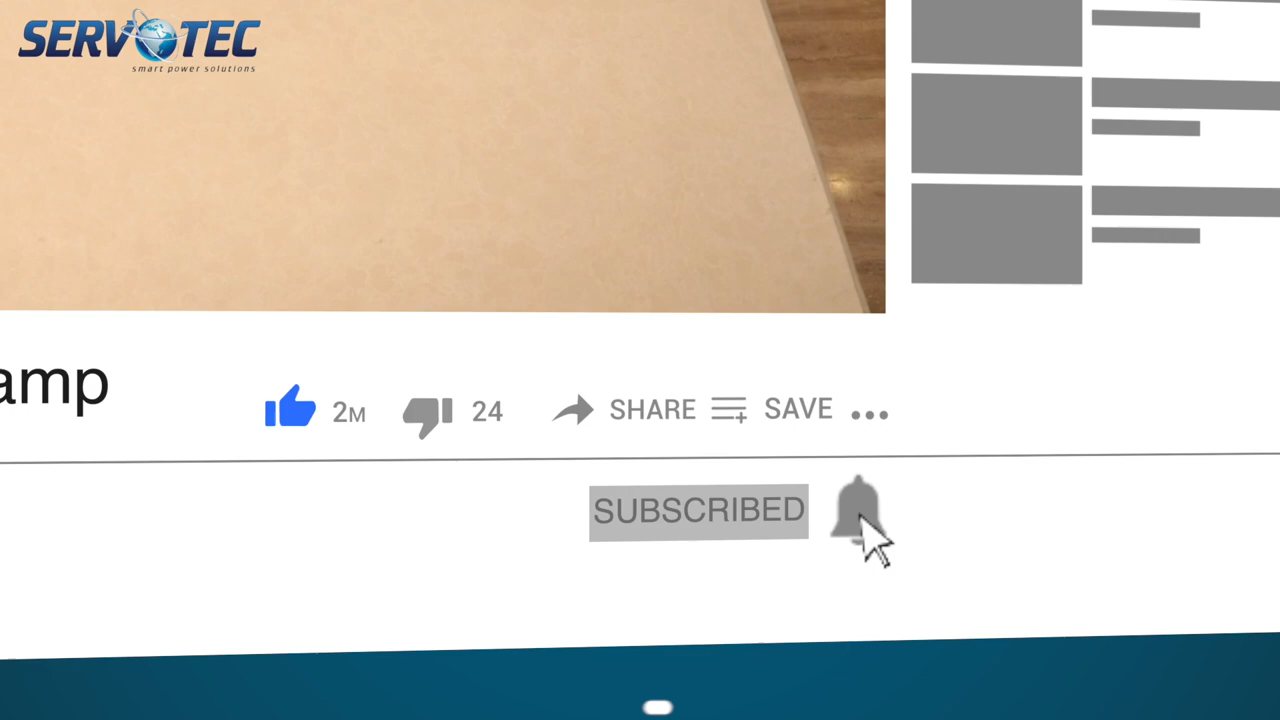 SERVOTEC
smart power solutions
amp
2M 24 SHARE SAVE
SUBSCRIBED